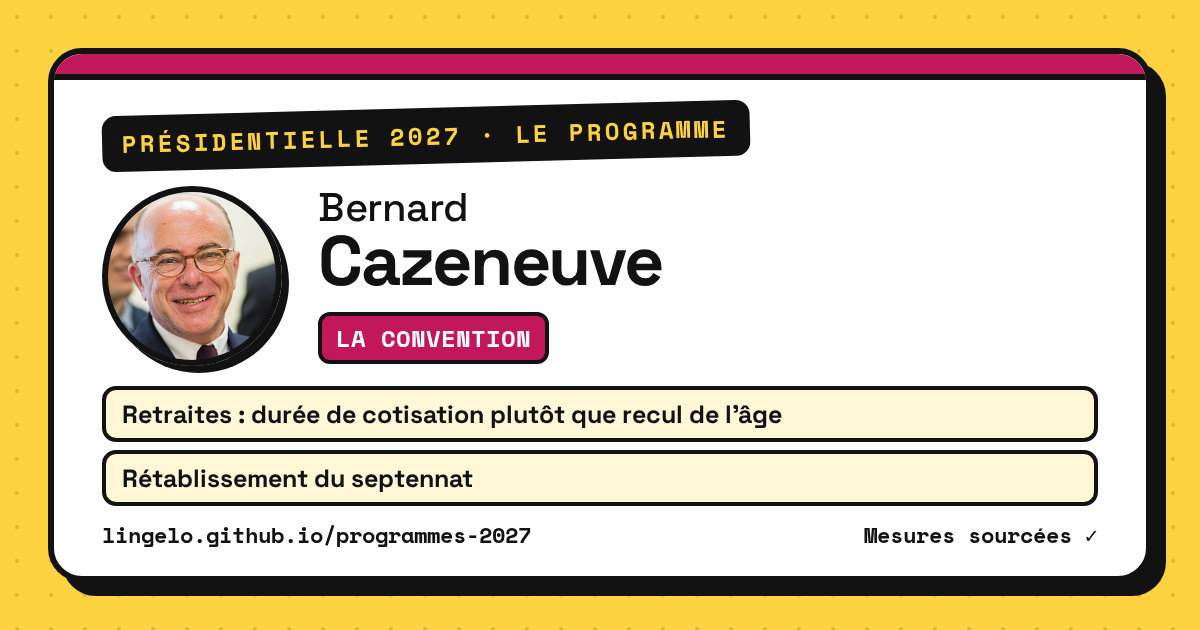 PRÉSIDENTIELLE 2027 · LE PROGRAMME
Bernard
Cazeneuve
LA CONVENTION
Retraites : durée de cotisation plutôt que recul de l’âge
Rétablissement du septennat
lingelo.github.io/programmes-2027
Mesures sourcées ✓